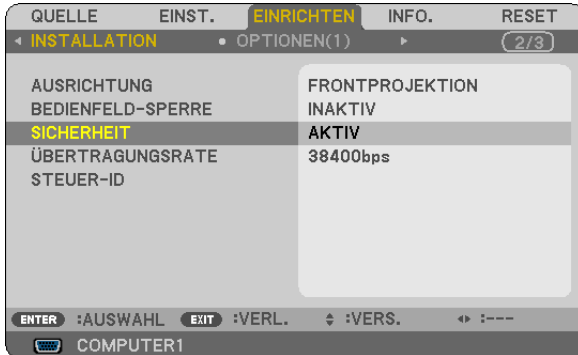 QUELLE EINST. EINRICHTEN INFO. RESET
INSTALLATION • OPTIONEN(1) 2/3
AUSRICHTUNG FRONTPROJEKTION
BEDIENFELD-SPERRE INAKTIV
SICHERHEIT AKTIV
ÜBERTRAGUNGSRATE 38400bps
STEUER-ID
ENTER :AUSWAHL EXIT :VERL. :VERS. :---
COMPUTER1